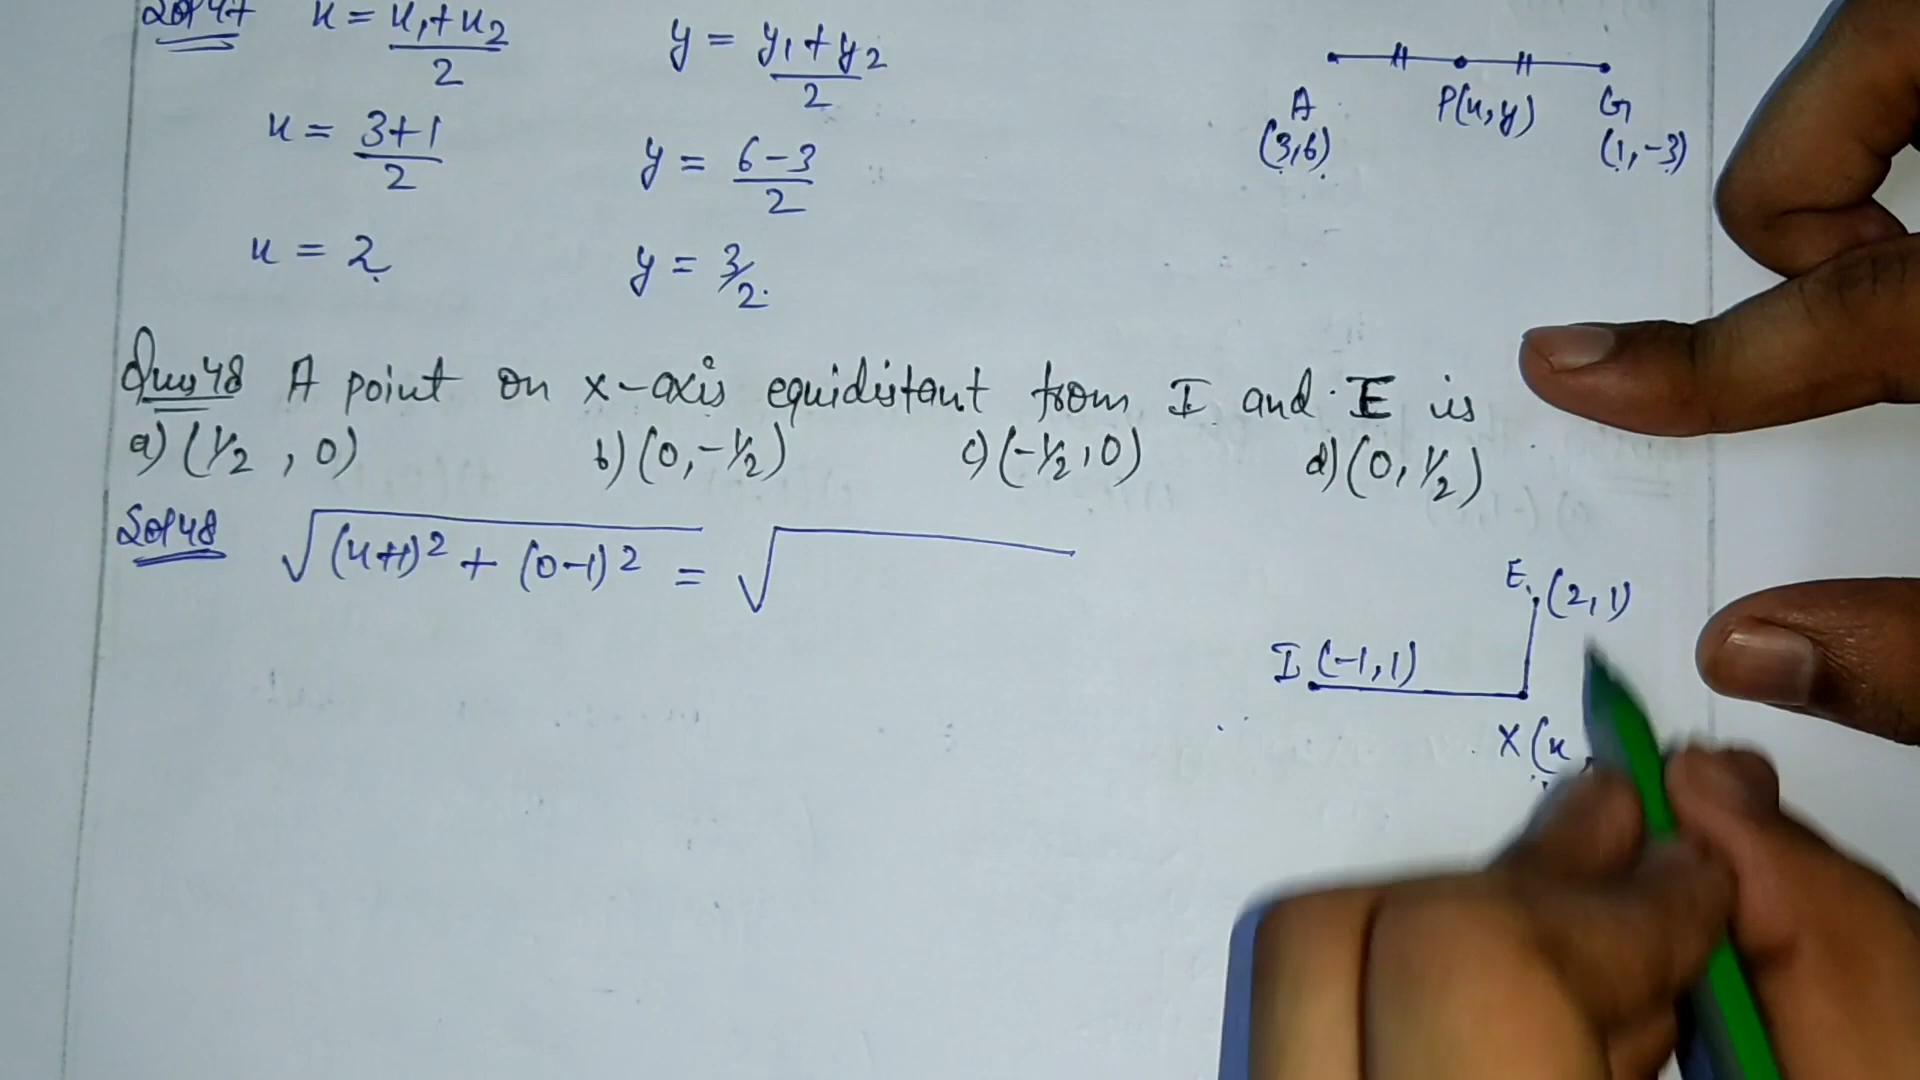 Sol47 x = x₁+x₂/2 y = y₁+y₂/2
x = 3+1/2 y = 6-3/2
x = 2 y = 3/2
A P(x,y) G
(3,6) (1,-3)
Ques48 A point on x-axis equidistant from I and E is
a) (1/2 , 0) b) (0,-1/2) c) (-1/2,0) d) (0, 1/2)
Sol48 √(x+1)² + (0-1)² = √
E (2,1)
I (-1,1)
X (x ,